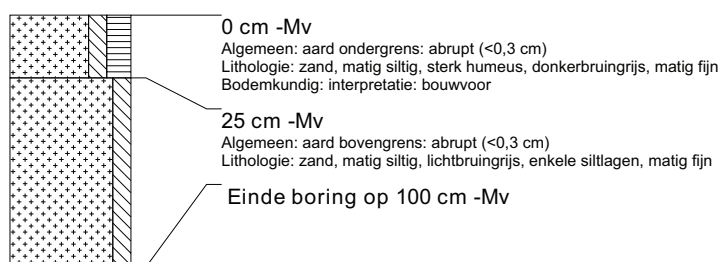 0 cm -Mv
Algemeen: aard ondergrens: abrupt (<0,3 cm)
Lithologie: zand, matig siltig, sterk humeus, donkerbruingrijs, matig fijn
Bodemkundig: interpretatie: bouwvoor
25 cm -Mv
Algemeen: aard bovengrens: abrupt (<0,3 cm)
Lithologie: zand, matig siltig, lichtbruingrijs, enkele siltlagen, matig fijn
Einde boring op 100 cm -Mv